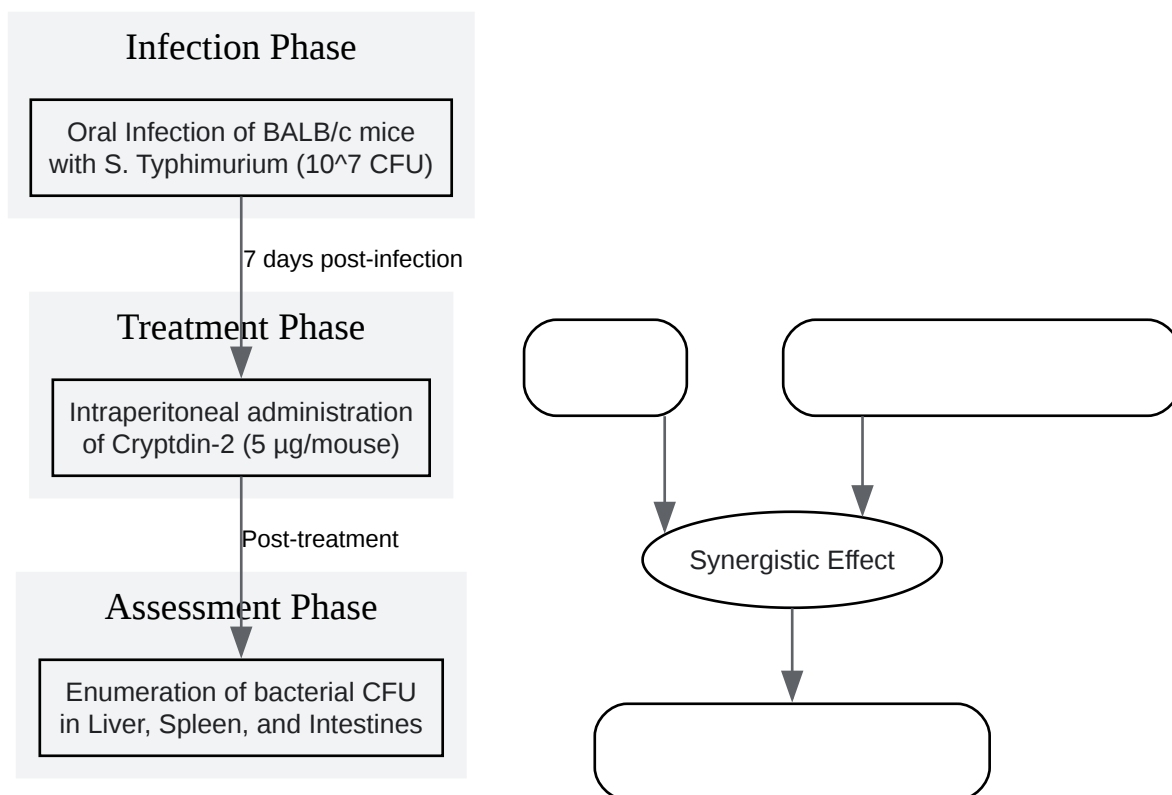 Infection Phase
Oral Infection of BALB/c mice
with S. Typhimurium (10^7 CFU)
7 days post-infection
Treatment Phase
Intraperitoneal administration
of Cryptdin-2 (5 µg/mouse)
Post-treatment
Assessment Phase
Enumeration of bacterial CFU
in Liver, Spleen, and Intestines
Synergistic Effect